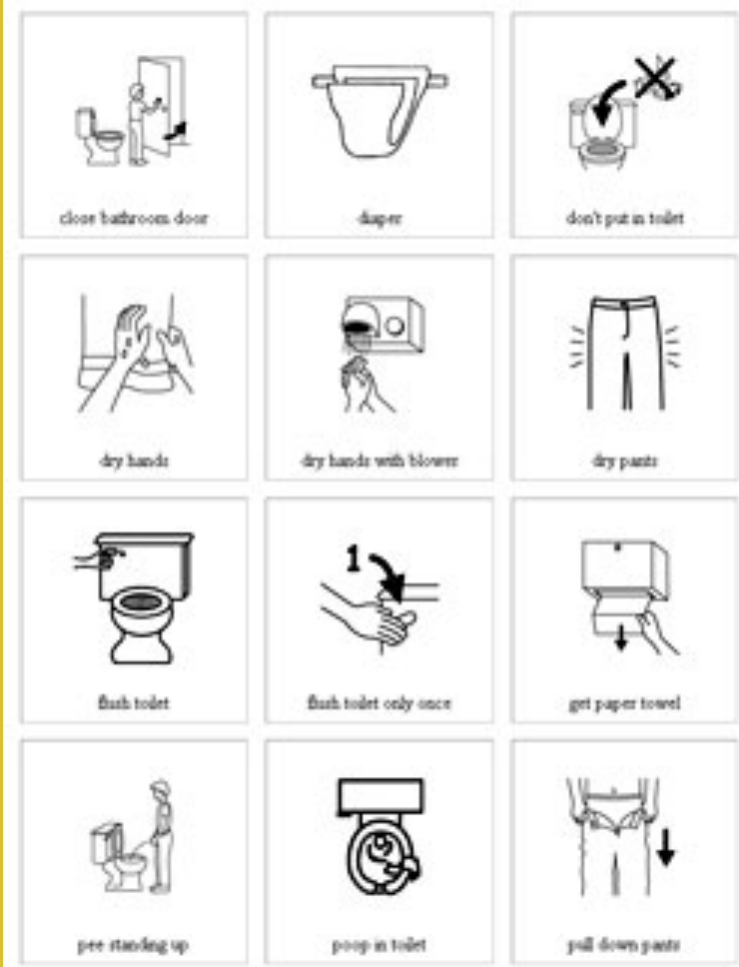 close bathroom door
diaper
don't put in toilet
dry hands
dry hands with blower
dry pants
flush toilet
1
flush toilet only once
get paper towel
pee standing up
poop in toilet
pull down pants